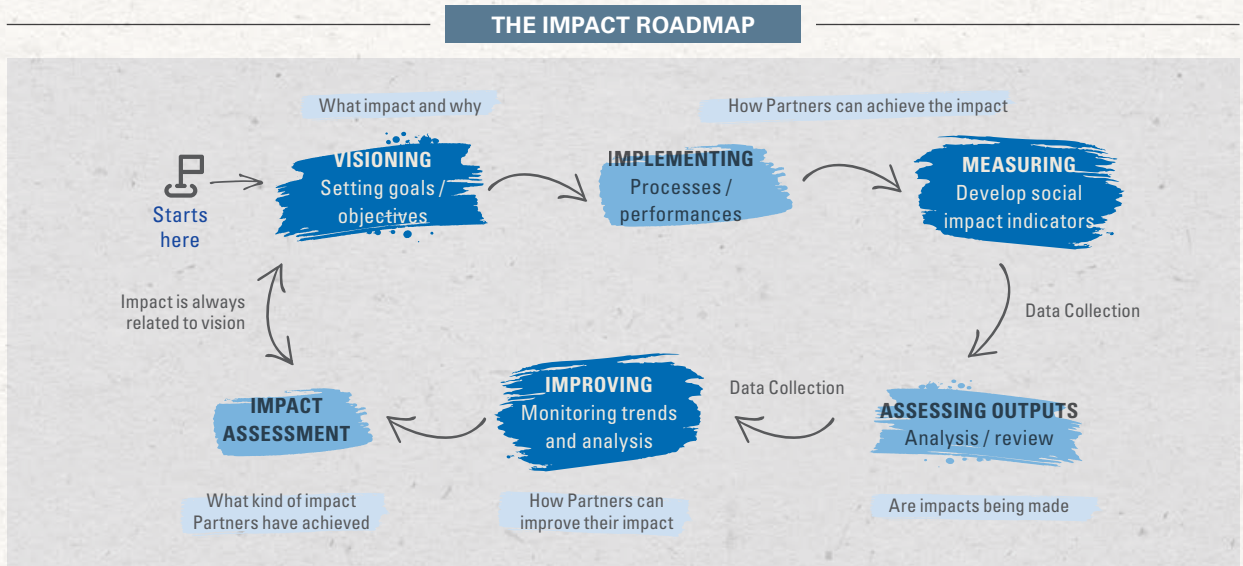 THE IMPACT ROADMAP
What impact and why
How Partners can achieve the impact
Starts
here
VISIONING
Setting goals /
objectives
IMPLEMENTING
Processes /
performances
MEASURING
Develop social
impact indicators
Impact is always
related to vision
Data Collection
IMPACT
ASSESSMENT
IMPROVING
Monitoring trends
and analysis
Data Collection
ASSESSING OUTPUTS
Analysis / review
What kind of impact
Partners have achieved
How Partners can
improve their impact
Are impacts being made